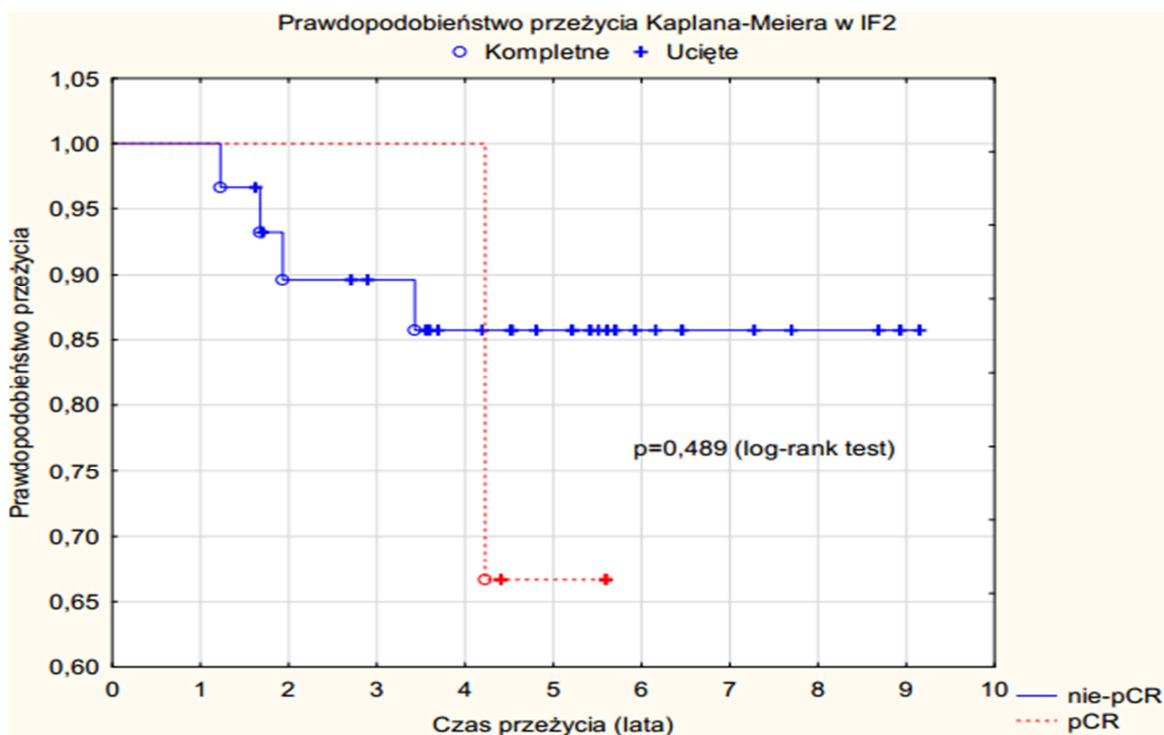 Prawdopodobieństwo przeżycia Kaplana-Meiera w IF2
Kompletne Ucięte
1,05
1,00
0,95
0,90
0,85
0,80
0,75
0,70
0,65
0,60
Prawdopodobieństwo przeżycia
p=0,489 (log-rank test)
0 1 2 3 4 5 6 7 8 9 10
Czas przeżycia (lata)
nie-pCR
pCR